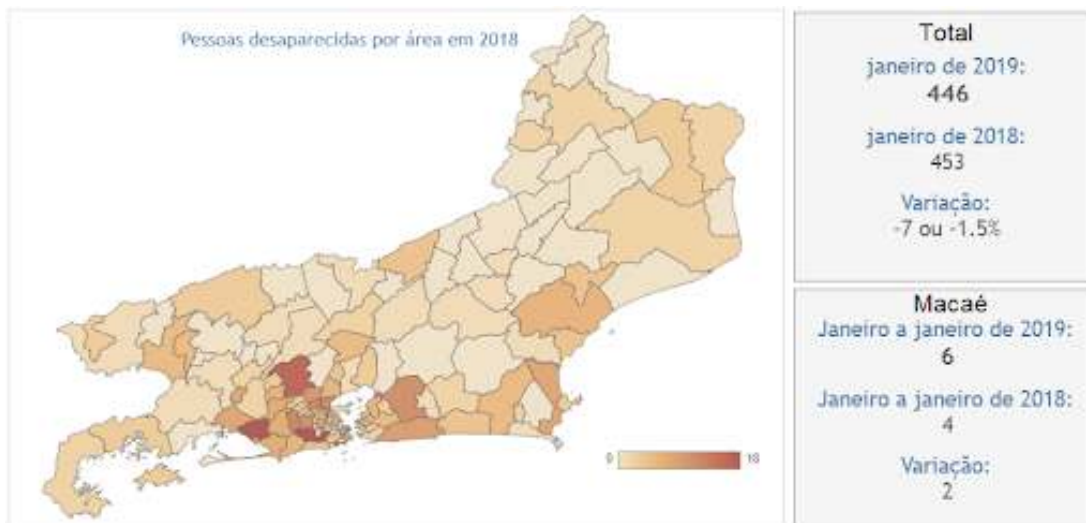 Pessoas desaparecidas por área em 2018
0
18
Total
janeiro de 2019:
446
janeiro de 2018:
453
Variação:
-7 ou -1.5%
Macaé
Janeiro a janeiro de 2019:
6
Janeiro a janeiro de 2018:
4
Variação:
2